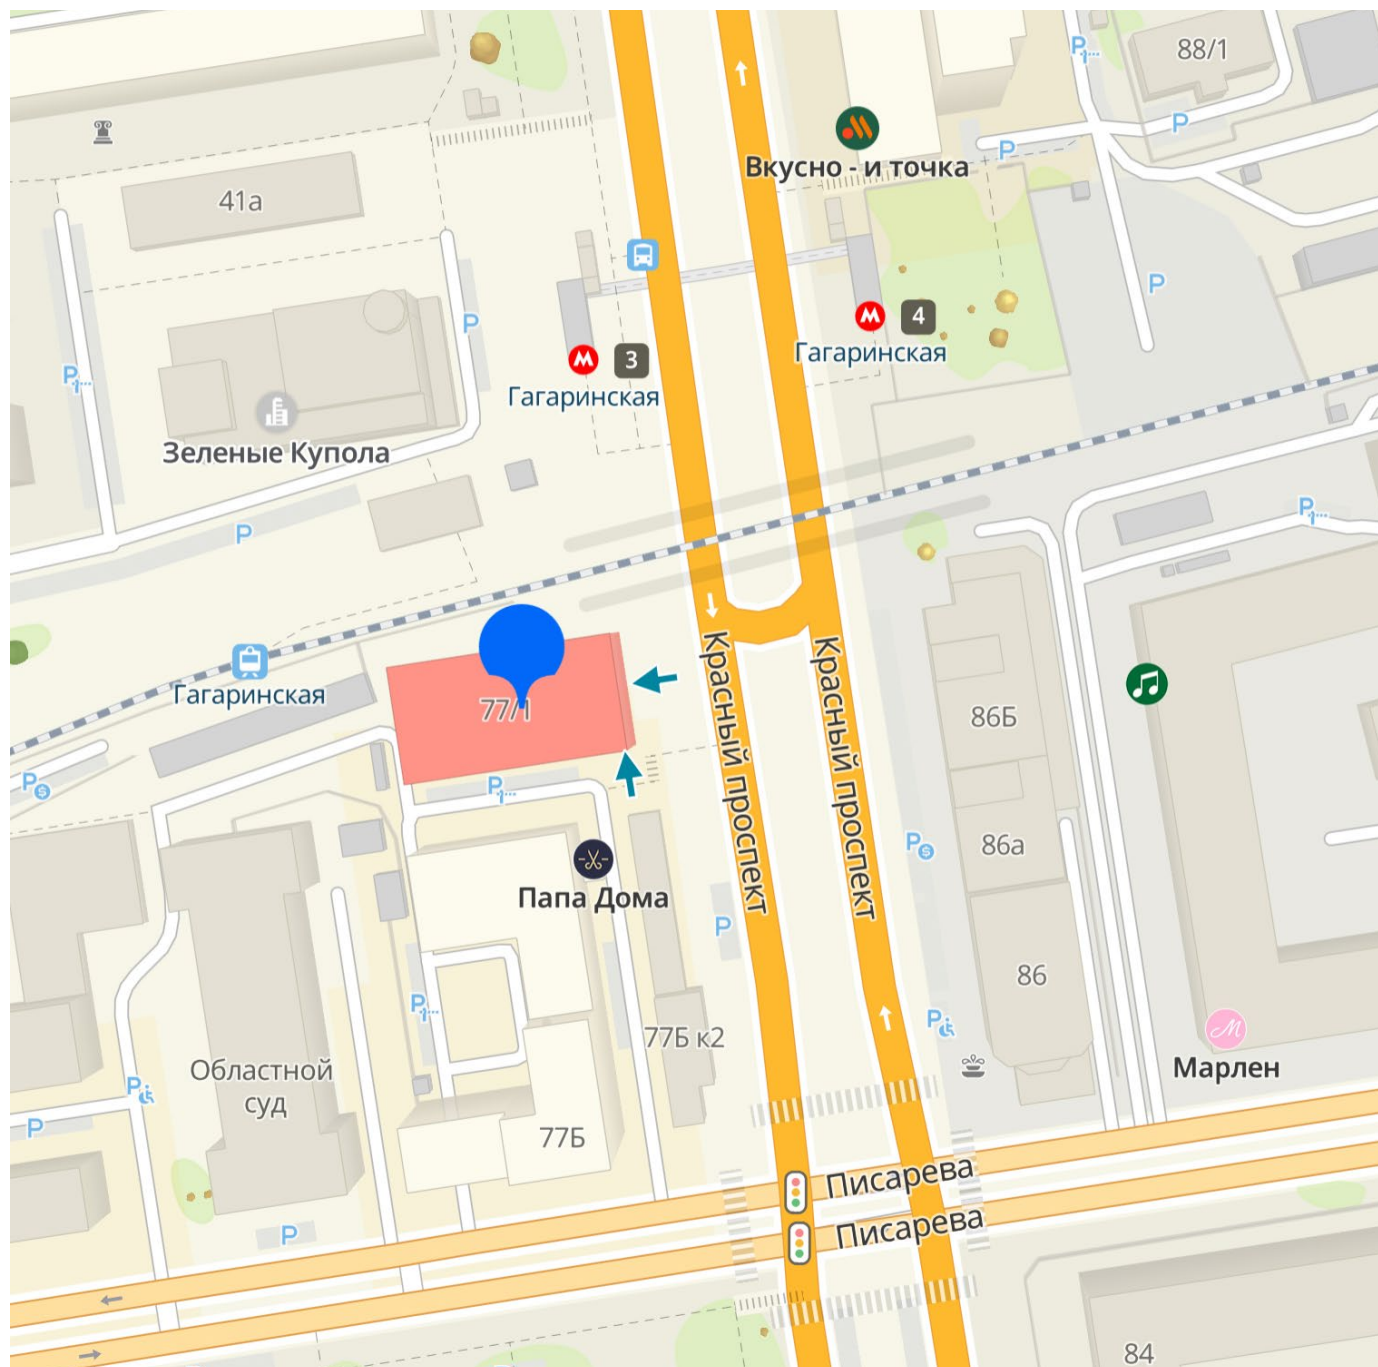 88/1
P
P
P
Вкусно - и точка
41а
P
P
4
3
Гагаринская
P
Гагаринская
Зеленые Купола
P
P
Гагаринская
77/1
Красный проспект
Красный проспект
86Б
P
P
86а
P
Папа Дома
P
86
P
P
77Б к2
Областной
суд
Марлен
P
P
77Б
Писарева
Писарева
P
84